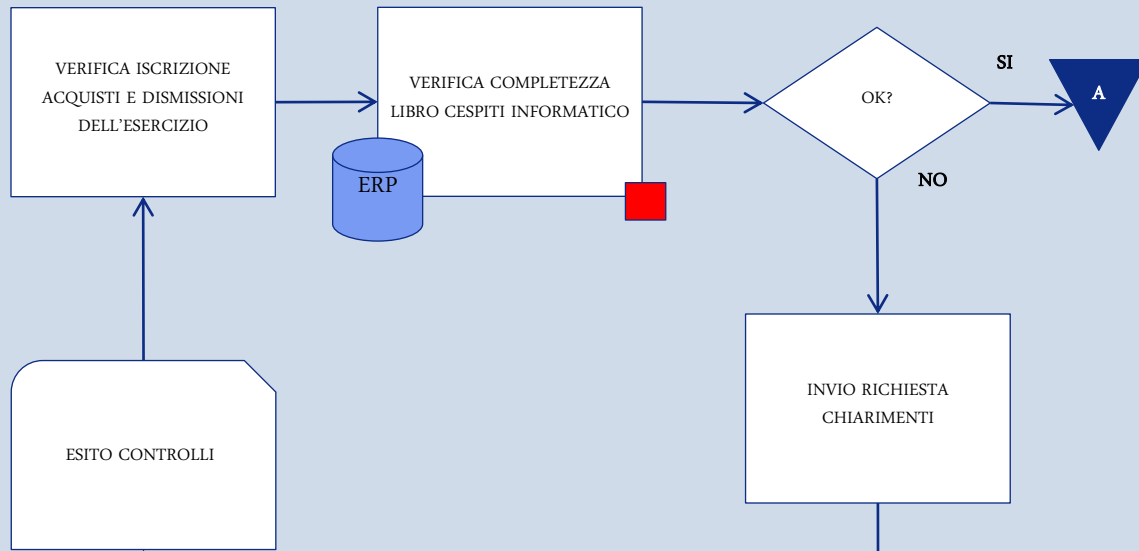 VERIFICA ISCRIZIONE
ACQUISTI E DISMISSIONI
DELL'ESERCIZIO
VERIFICA COMPLETEZZA
LIBRO CESPITI INFORMATICO
ERP
OK?
SI
A
NO
INVIO RICHIESTA
CHIARIMENTI
ESITO CONTROLLI